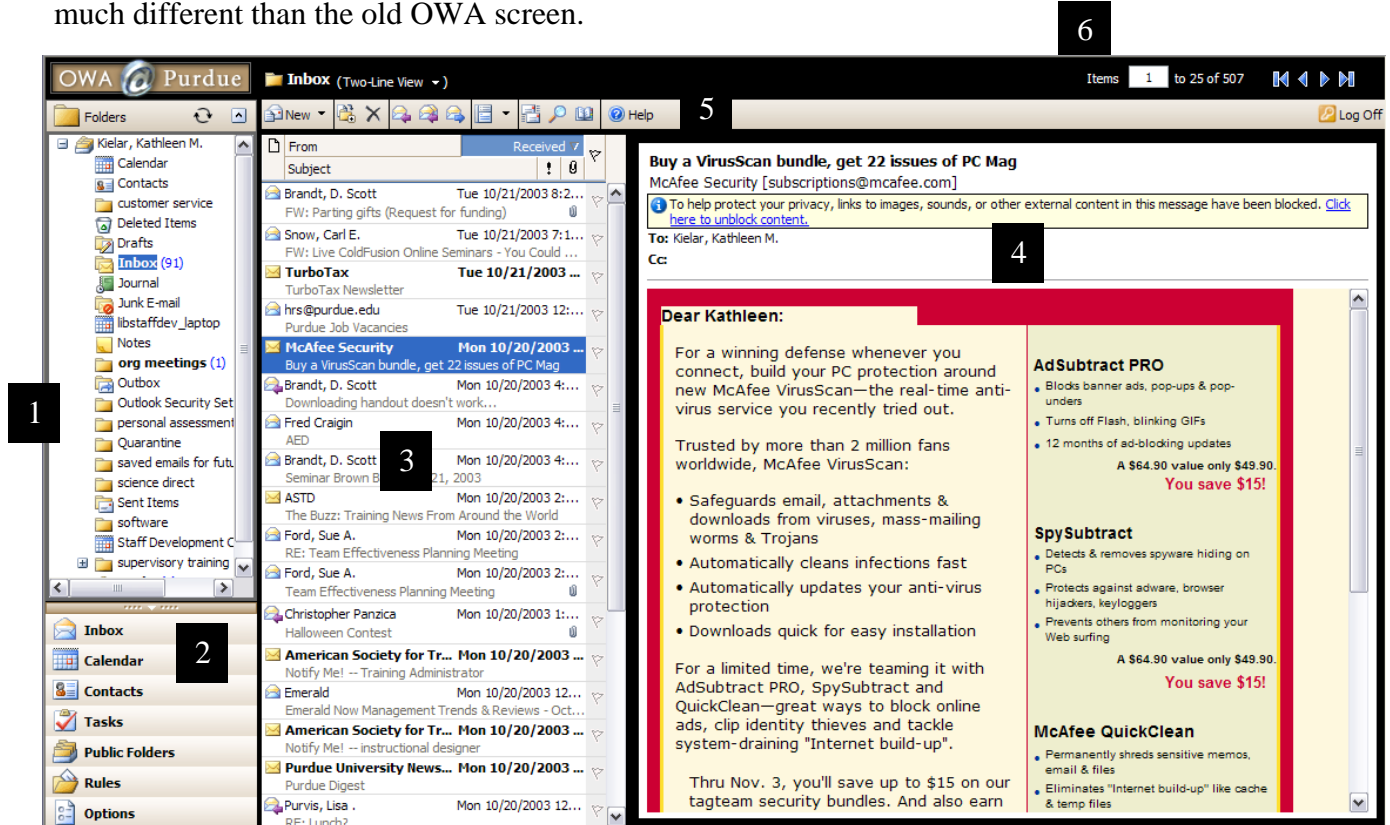 much different than the old OWA screen.
6
OWA @ Purdue
Inbox (Two-Line View ▾)
Items 1 to 25 of 507
Folders
New
Help
5
Log Off
Kielar, Kathleen M.
Calendar
Contacts
customer service
Deleted Items
Drafts
Inbox (91)
Journal
Junk E-mail
libstaffdev_laptop
Notes
org meetings (1)
Outbox
Outlook Security Set
1
personal assessment
Quarantine
saved emails for futu
science direct
Sent Items
software
Staff Development C
supervisory training
Inbox
2
Calendar
Contacts
Tasks
Public Folders
Rules
Options
From Received
Subject
Brandt, D. Scott Tue 10/21/2003 8:2...
FW: Parting gifts (Request for funding)
Snow, Carl E. Tue 10/21/2003 7:1...
FW: Live ColdFusion Online Seminars - You Could ...
TurboTax Tue 10/21/2003 ...
TurboTax Newsletter
hrs@purdue.edu Tue 10/21/2003 12:...
Purdue Job Vacancies
McAfee Security Mon 10/20/2003 ...
Buy a VirusScan bundle, get 22 issues of PC Mag
Brandt, D. Scott Mon 10/20/2003 4:...
Downloading handout doesn't work...
Fred Craigin Mon 10/20/2003 4:...
AED
3
Brandt, D. Scott Mon 10/20/2003 4:...
Seminar Brown B 21, 2003
ASTD Mon 10/20/2003 2:...
The Buzz: Training News From Around the World
Ford, Sue A. Mon 10/20/2003 2:...
RE: Team Effectiveness Planning Meeting
Ford, Sue A. Mon 10/20/2003 2:...
Team Effectiveness Planning Meeting
Christopher Panzica Mon 10/20/2003 1:...
Halloween Contest
American Society for Tr... Mon 10/20/2003 ...
Notify Me! -- Training Administrator
Emerald Mon 10/20/2003 12...
Emerald Now Management Trends & Reviews - Oct...
American Society for Tr... Mon 10/20/2003 ...
Notify Me! -- instructional designer
Purdue University News... Mon 10/20/2003 ...
Purdue Digest
Purvis, Lisa . Mon 10/20/2003 12...
RE: Lunch?
Buy a VirusScan bundle, get 22 issues of PC Mag
McAfee Security [subscriptions@mcafee.com]
To help protect your privacy, links to images, sounds, or other external content in this message have been blocked. Click
here to unblock content.
To: Kielar, Kathleen M.
Cc:
4
Dear Kathleen:
For a winning defense whenever you
connect, build your PC protection around
new McAfee VirusScan—the real-time anti-
virus service you recently tried out.
Trusted by more than 2 million fans
worldwide, McAfee VirusScan:
• Safeguards email, attachments &
downloads from viruses, mass-mailing
worms & Trojans
• Automatically cleans infections fast
• Automatically updates your anti-virus
protection
• Downloads quick for easy installation
For a limited time, we're teaming it with
AdSubtract PRO, SpySubtract and
QuickClean—great ways to block online
ads, clip identity thieves and tackle
system-draining "Internet build-up".
Thru Nov. 3, you'll save up to $15 on our
tagteam security bundles. And also earn
AdSubtract PRO
• Blocks banner ads, pop-ups & pop-
unders
• Turns off Flash, blinking GIFs
• 12 months of ad-blocking updates
A $64.90 value only $49.90.
You save $15!
SpySubtract
• Detects & removes spyware hiding on
PCs
• Protects against adware, browser
hijackers, keyloggers
• Prevents others from monitoring your
Web surfing
A $64.90 value only $49.90.
You save $15!
McAfee QuickClean
• Permanently shreds sensitive memos,
email & files
• Eliminates "Internet build-up" like cache
& temp files